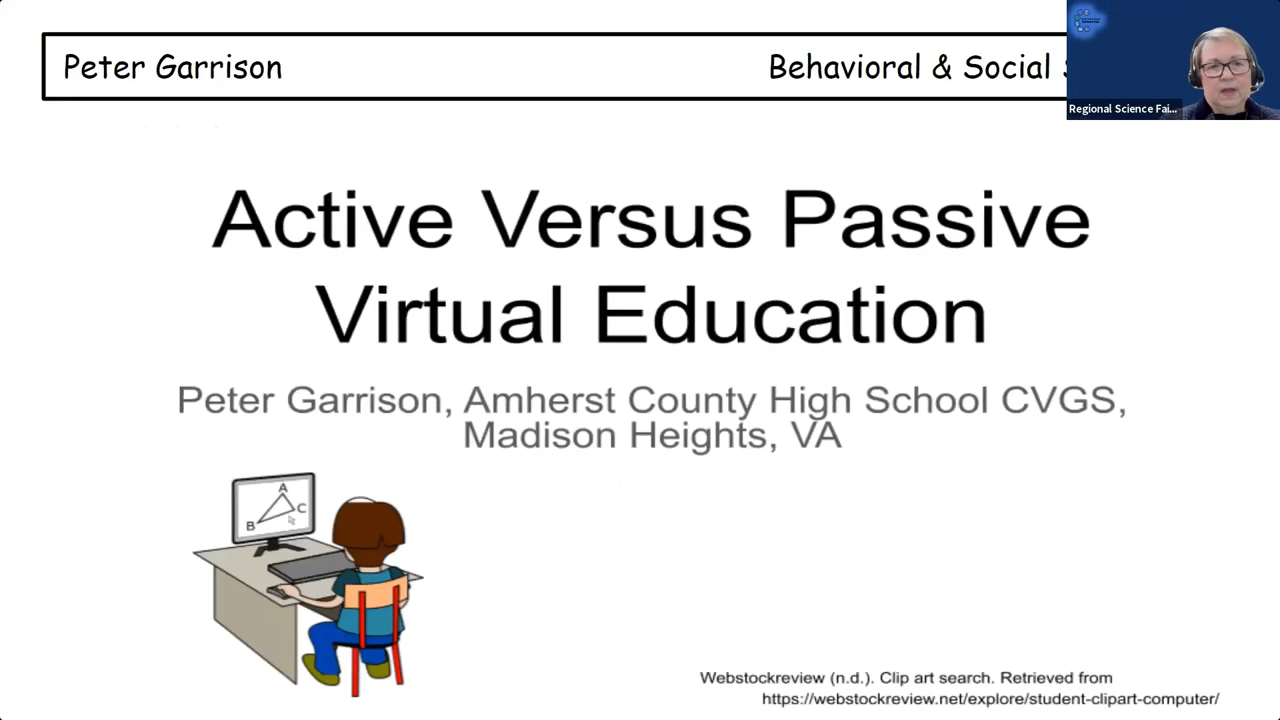 Peter Garrison
Behavioral & Social
Regional Science Fai...
Active Versus Passive
Virtual Education
Peter Garrison, Amherst County High School CVGS,
Madison Heights, VA
A
B
C
Webstockreview (n.d.). Clip art search. Retrieved from
https://webstockreview.net/explore/student-clipart-computer/